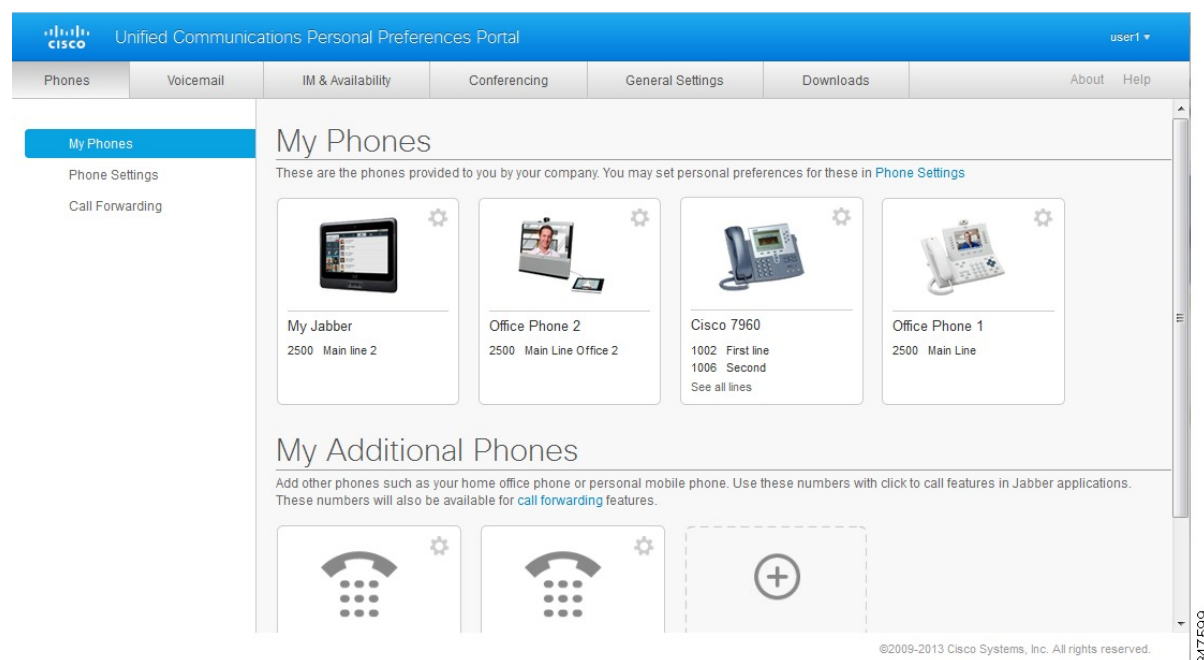 CISCO Unified Communications Personal Preferences Portal user1
Phones Voicemail IM & Availability Conferencing General Settings Downloads About Help
My Phones
Phone Settings
Call Forwarding
My Phones
These are the phones provided to you by your company. You may set personal preferences for these in Phone Settings
My Jabber
2500 Main line 2
Office Phone 2
2500 Main Line Office 2
Cisco 7960
1002 First line
1006 Second
See all lines
Office Phone 1
2500 Main Line
My Additional Phones
Add other phones such as your home office phone or personal mobile phone. Use these numbers with click to call features in Jabber applications.
These numbers will also be available for call forwarding features.
©2009-2013 Cisco Systems, Inc. All rights reserved.